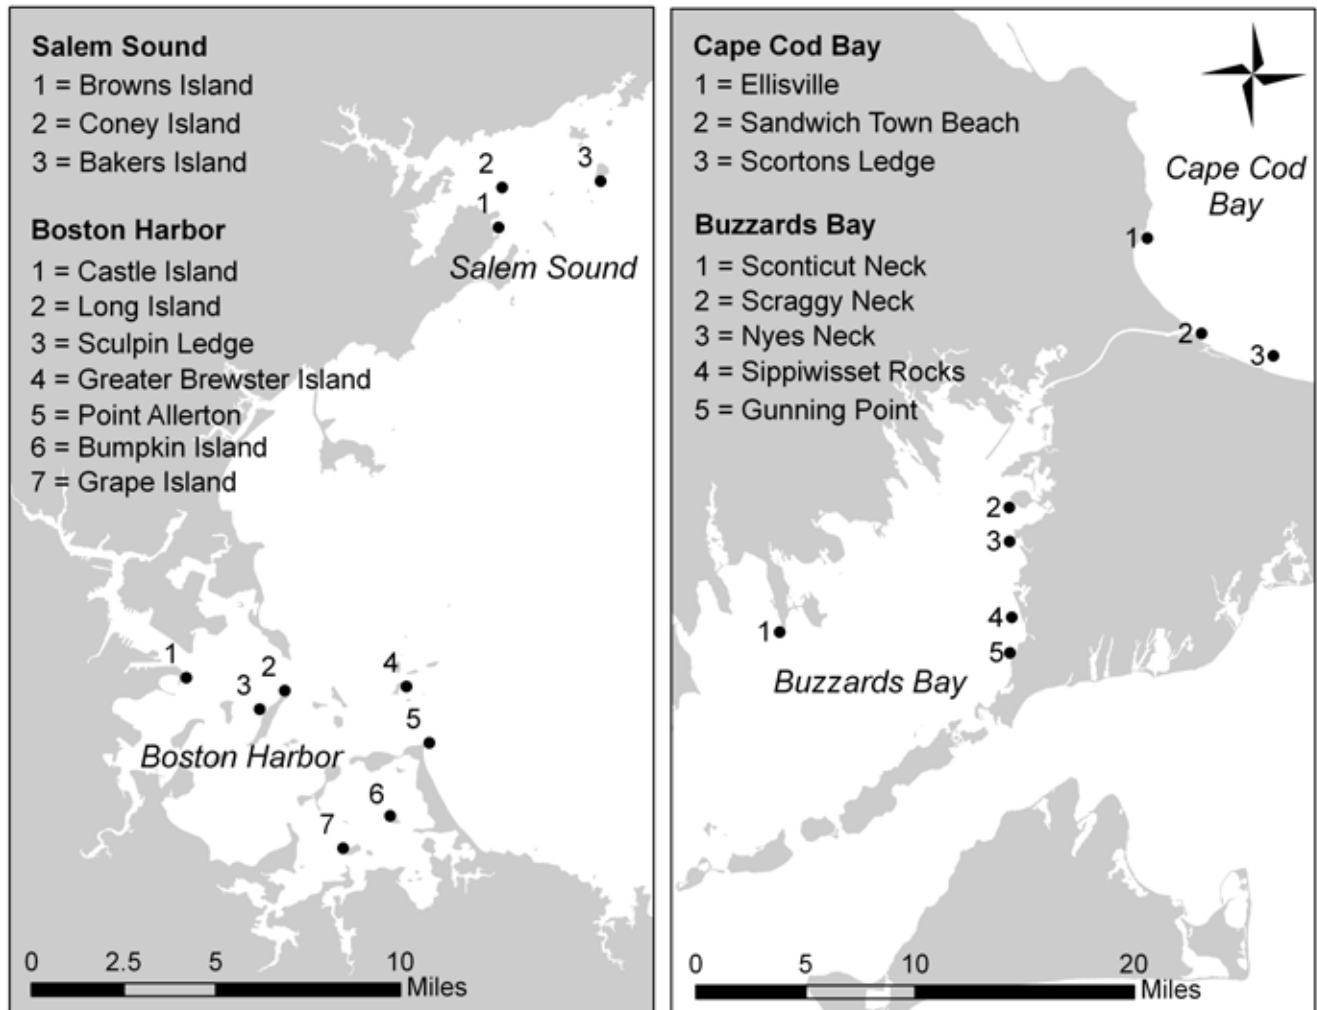 Salem Sound
1 = Browns Island
2 = Coney Island
3 = Bakers Island
Boston Harbor
1 = Castle Island
2 = Long Island
3 = Sculpin Ledge
4 = Greater Brewster Island
5 = Point Allerton
6 = Bumpkin Island
7 = Grape Island
2
3
1
Salem Sound
1
2
3
4
5
Boston Harbor
6
7
0 2.5 5 10
Miles
Cape Cod Bay
1 = Ellisville
2 = Sandwich Town Beach
3 = Scortons Ledge
Buzzards Bay
1 = Sconticut Neck
2 = Scraggy Neck
3 = Nyes Neck
4 = Sippiwisset Rocks
5 = Gunning Point
Cape Cod
Bay
1
2
3
2
3
4
1
5
Buzzards Bay
0 5 10 20
Miles